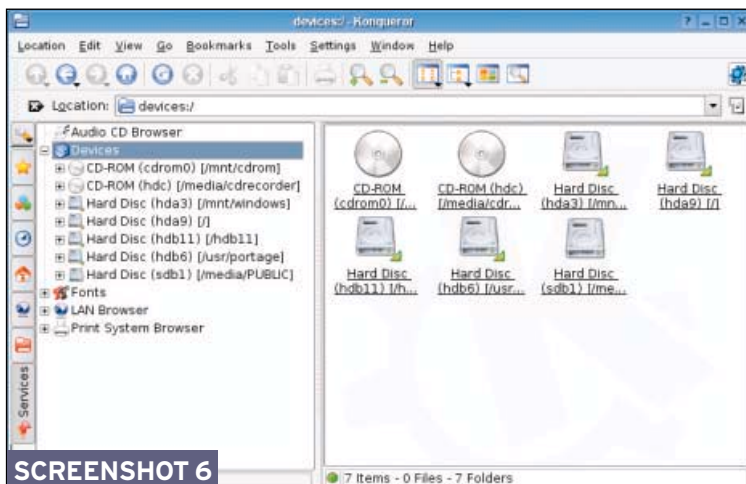 devices:/ - Konqueror
Location Edit View Go Bookmarks Tools Settings Window Help
Location: devices:/
Audio CD Browser
Devices
CD-ROM (cdrom0) [/mnt/cdrom]
CD-ROM (hdc) [/media/cdrecorder]
Hard Disc (hda3) [/mnt/windows]
Hard Disc (hda9) [/]
Hard Disc (hdb11) [/hdb11]
Hard Disc (hdb6) [/usr/portage]
Hard Disc (sdb1) [/media/PUBLIC]
Fonts
LAN Browser
Print System Browser
Services
CD-ROM
(cdrom0) [/...
CD-ROM (hdc)
[/media/cdr...
Hard Disc
(hda3) [/mn...
Hard Disc
(hda9) [/]
Hard Disc
(hdb11) [/h...
Hard Disc
(hdb6) [/usr...
Hard Disc
(sdb1) [/me...
7 Items - 0 Files - 7 Folders
SCREENSHOT 6